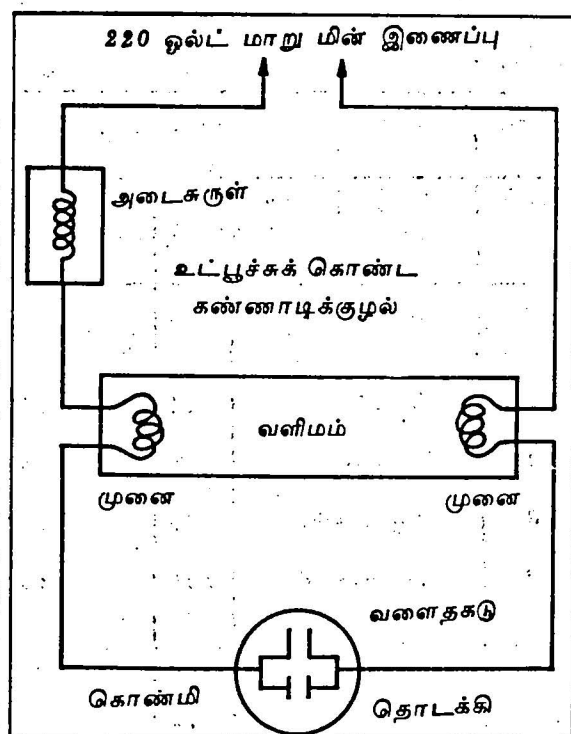 220 ஒல்ட் மாறு மின் இணைப்பு
அடைசுருள்
உட்பூச்சுக் கொண்ட
கண்ணாடிக்குழல்
வளிமம்
முனை முனை
வளைதகடு
கொண்மி தொடக்கி